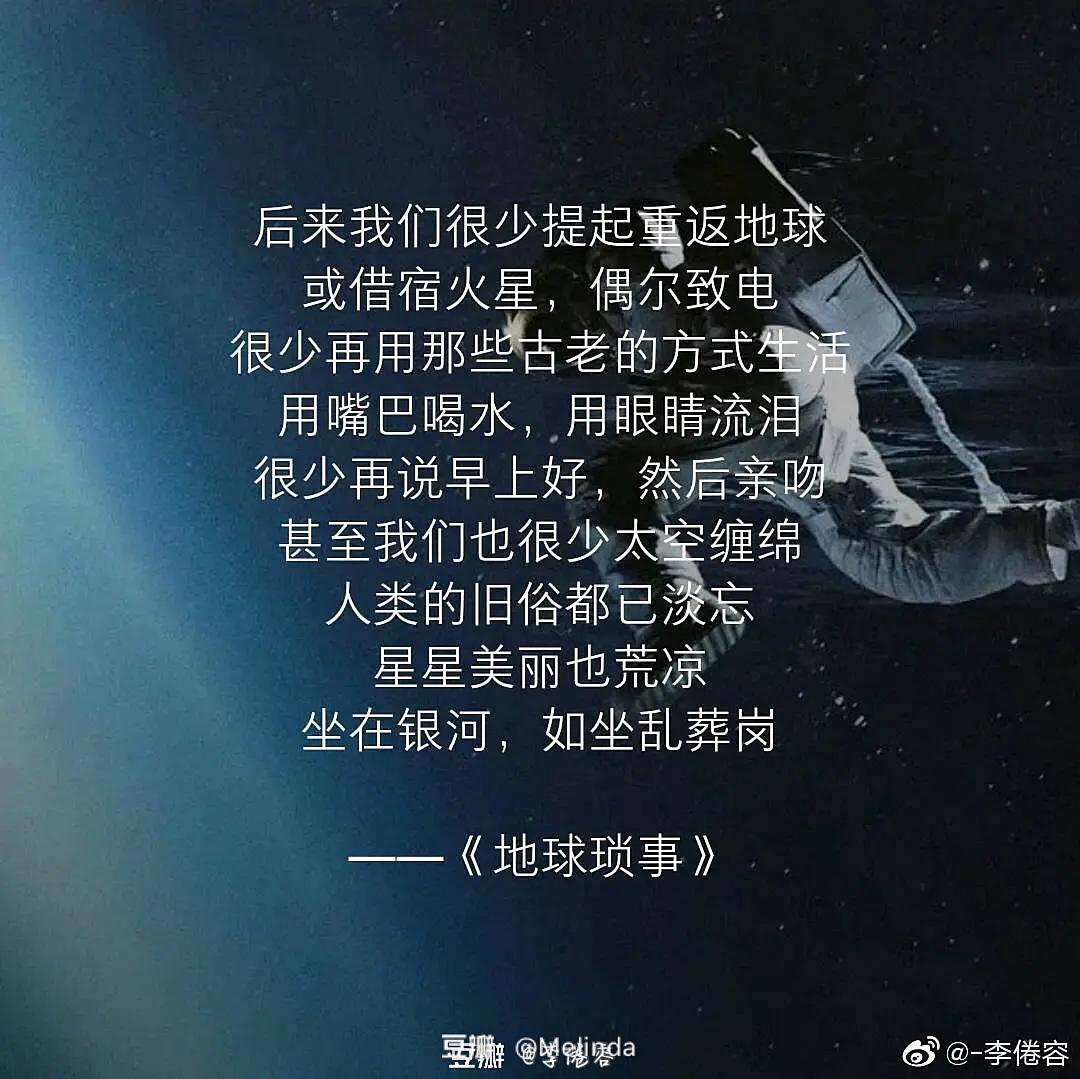 后来我们很少提起重返地球
或借宿火星，偶尔致电
很少再用那些古老的方式生活
用嘴巴喝水，用眼睛流泪
很少再说早上好，然后亲吻
甚至我们也很少太空缠绵
人类的旧俗都已淡忘
星星美丽也荒凉
坐在银河，如坐乱葬岗
——《地球琐事》
豆瓣 @Melinda
豆瓣 @李倦容
@-李倦容